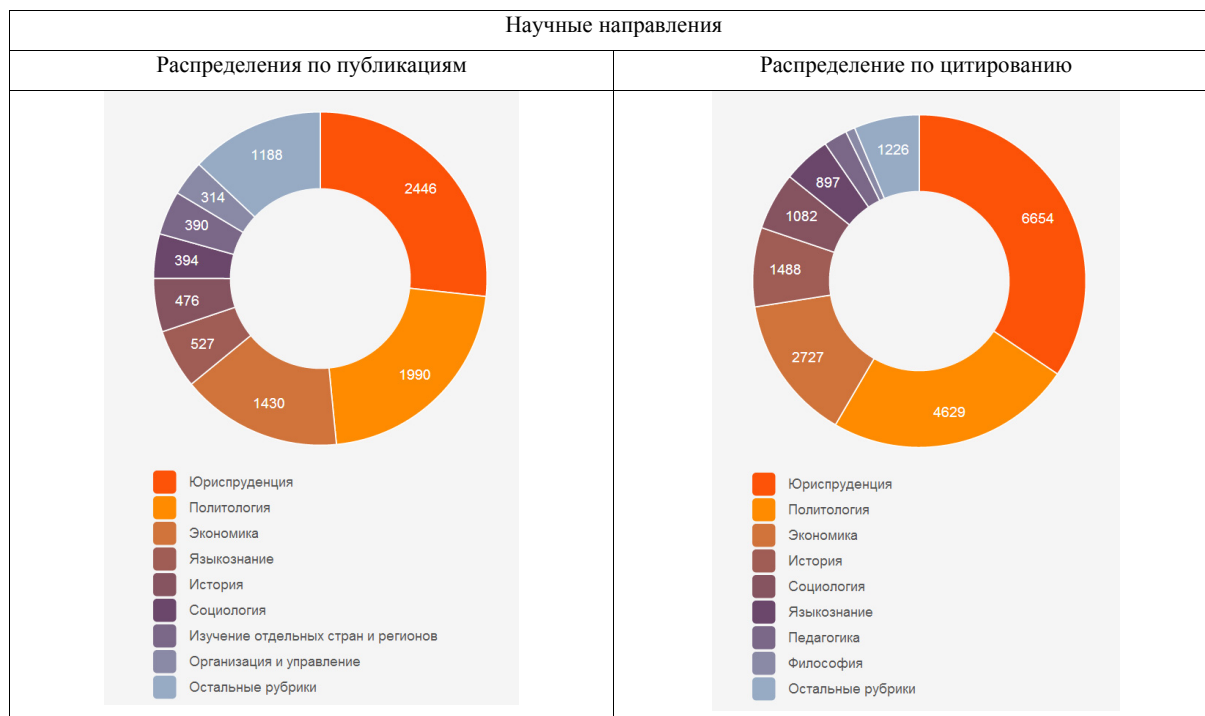 Научные направления
Распределения по публикациям
Распределение по цитированию
1188
2446
314
390
394
476
527
1430
1990
Юриспруденция
Политология
Экономика
Языкознание
История
Социология
Изучение отдельных стран и регионов
Организация и управление
Остальные рубрики
1226
897
6654
1082
1488
2727
4629
Юриспруденция
Политология
Экономика
История
Социология
Языкознание
Педагогика
Философия
Остальные рубрики